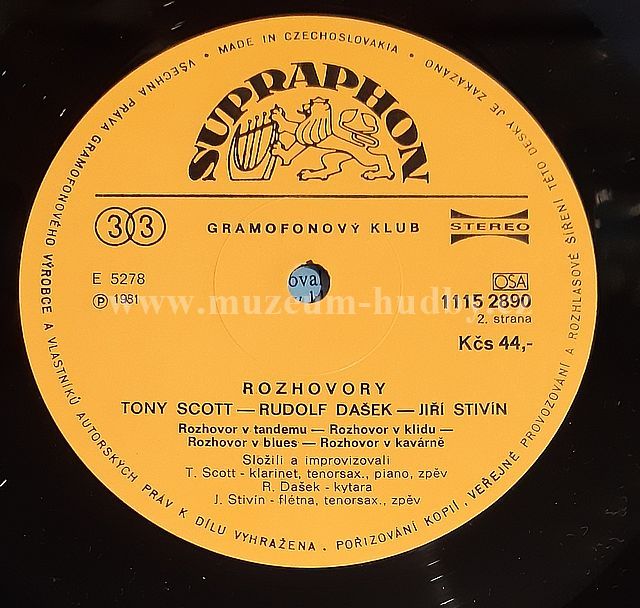 • MADE IN CZECHOSLOVAKIA •
VŠECHNA PRÁVA GRAMOFONOVÉHO VÝROBCE A VLASTNÍKŮ AUTORSKÝCH PRÁV K DÍLU VYHRAŽENA. POŘIZOVÁNÍ KOPIÍ, VEŘEJNÉ PROVOZOVÁNÍ A ROZHLASOVÉ ŠÍŘENÍ TÉTO DESKY JE ZAKÁZÁNO
SUPRAPHON
33 GRAMOFONOVÝ KLUB STEREO
E 5278 OSA
℗ 1981 1115 2890
oval
www.muzeum-hudby.cz
2. strana
Kčs 44,-
ROZHOVORY
TONY SCOTT — RUDOLF DAŠEK — JIŘÍ STIVÍN
Rozhovor v tandemu — Rozhovor v klidu —
Rozhovor v blues — Rozhovor v kavárně
Složili a improvizovali
T. Scott - klarinet, tenorsax., piano, zpěv
R. Dašek - kytara
J. Stivín - flétna, tenorsax., zpěv